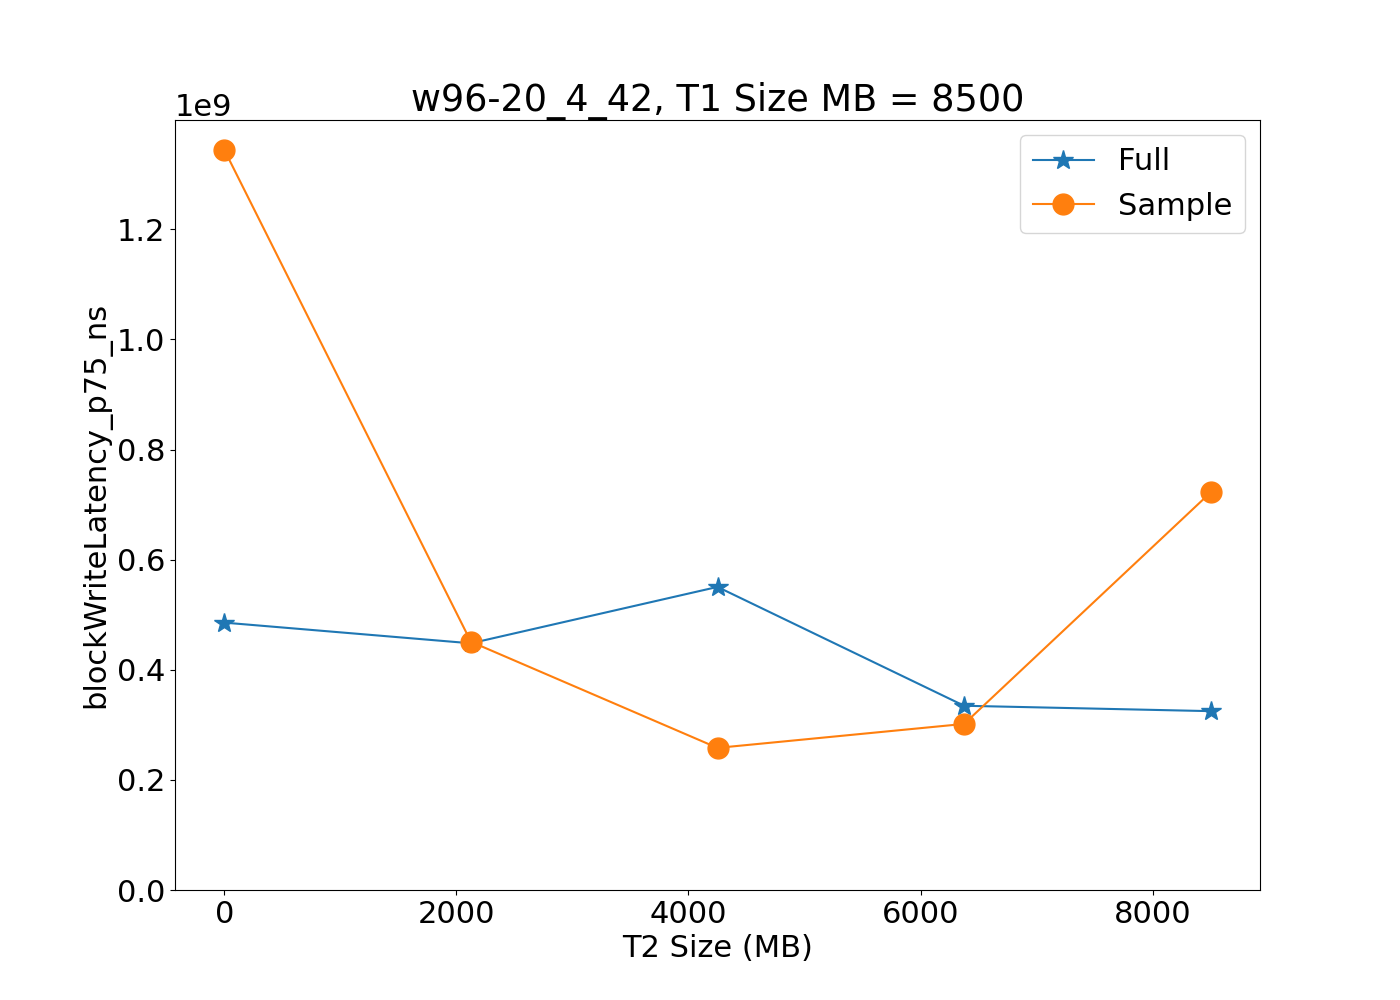 w96-20_4_42, T1 Size MB = 8500
1e9
Full
Sample
1.2
1.0
0.8
0.6
0.4
0.2
0.0
blockWriteLatency_p75_ns
0 2000 4000 6000 8000
T2 Size (MB)